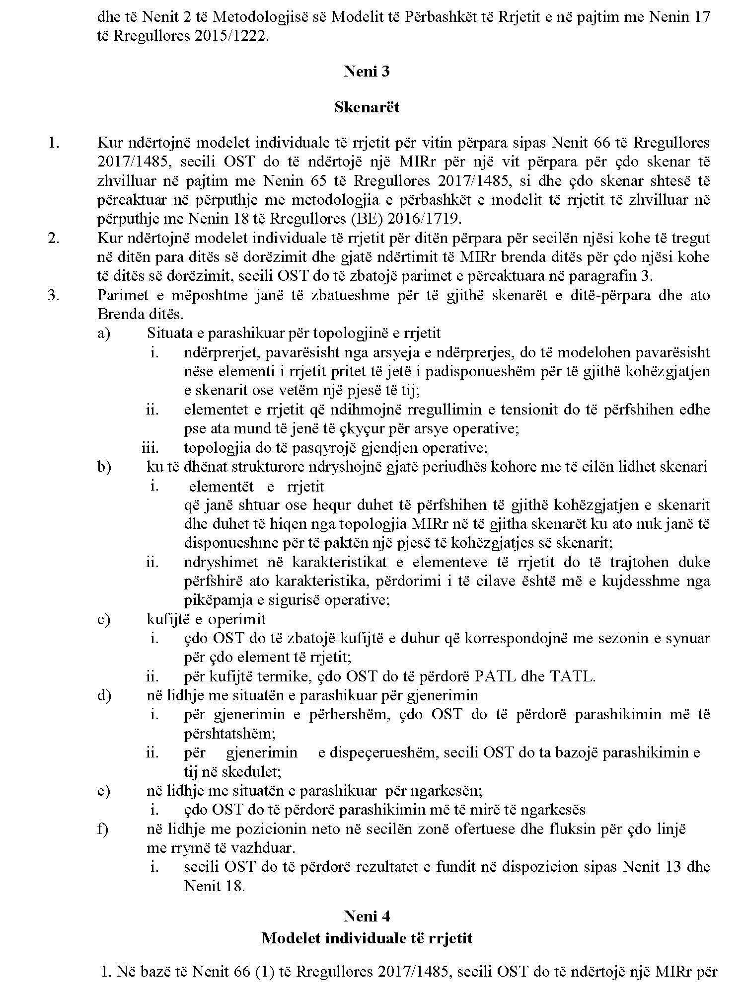 dhe të Nenit 2 të Metodologjisë së Modelit të Përbashkët të Rrjetit e në pajtim me Nenin 17
të Rregullores 2015/1222.
Neni 3
Skenarët
1. Kur ndërtojnë modelet individuale të rrjetit për vitin përpara sipas Nenit 66 të Rregullores
2017/1485, secili OST do të ndërtojë një MIRr për një vit përpara për çdo skenar të
zhvilluar në pajtim me Nenin 65 të Rregullores 2017/1485, si dhe çdo skenar shtesë të
përcaktuar në përputhje me metodologjia e përbashkët e modelit të rrjetit të zhvilluar në
përputhje me Nenin 18 të Rregullores (BE) 2016/1719.
2. Kur ndërtojnë modelet individuale të rrjetit për ditën përpara për secilën njësi kohe të tregut
në ditën para ditës së dorëzimit dhe gjatë ndërtimit të MIRr brenda ditës për çdo njësi kohe
të ditës së dorëzimit, secili OST do të zbatojë parimet e përcaktuara në paragrafin 3.
3. Parimet e mëposhtme janë të zbatueshme për të gjithë skenarët e ditë-përpara dhe ato
Brenda ditës.
a) Situata e parashikuar për topologjinë e rrjetit
i. ndërprerjet, pavarësisht nga arsyeja e ndërprerjes, do të modelohen pavarësisht
nëse elementi i rrjetit pritet të jetë i padisponueshëm për të gjithë kohëzgjatjen
e skenarit ose vetëm një pjesë të tij;
ii. elementet e rrjetit që ndihmojnë rregullimin e tensionit do të përfshihen edhe
pse ata mund të jenë të çkyçur për arsye operative;
iii. topologjia do të pasqyrojë gjendjen operative;
b) ku të dhënat strukturore ndryshojnë gjatë periudhës kohore me të cilën lidhet skenari
i. elementët e rrjetit
që janë shtuar ose hequr duhet të përfshihen të gjithë kohëzgjatjen e skenarit
dhe duhet të hiqen nga topologjia MIRr në të gjitha skenarët ku ato nuk janë të
disponueshme për të paktën një pjesë të kohëzgjatjes së skenarit;
ii. ndryshimet në karakteristikat e elementeve të rrjetit do të trajtohen duke
përfshirë ato karakteristika, përdorimi i të cilave është më e kujdesshme nga
pikëpamja e sigurisë operative;
c) kufijtë e operimit
i. çdo OST do të zbatojë kufijtë e duhur që korrespondojnë me sezonin e synuar
për çdo element të rrjetit;
ii. për kufijtë termike, çdo OST do të përdorë PATL dhe TATL.
d) në lidhje me situatën e parashikuar për gjenerimin
i. për gjenerimin e përhershëm, çdo OST do të përdorë parashikimin më të
përshtatshëm;
ii. për gjenerimin e dispeçerueshëm, secili OST do ta bazojë parashikimin e
tij në skedulet;
e) në lidhje me situatën e parashikuar për ngarkesën;
i. çdo OST do të përdorë parashikimin më të mirë të ngarkesës
f) në lidhje me pozicionin neto në secilën zonë ofertuese dhe fluksin për çdo linjë
me rrymë të vazhduar.
i. secili OST do të përdorë rezultatet e fundit në dispozicion sipas Nenit 13 dhe
Nenit 18.
Neni 4
Modelet individuale të rrjetit
1. Në bazë të Nenit 66 (1) të Rregullores 2017/1485, secili OST do të ndërtojë një MIRr për